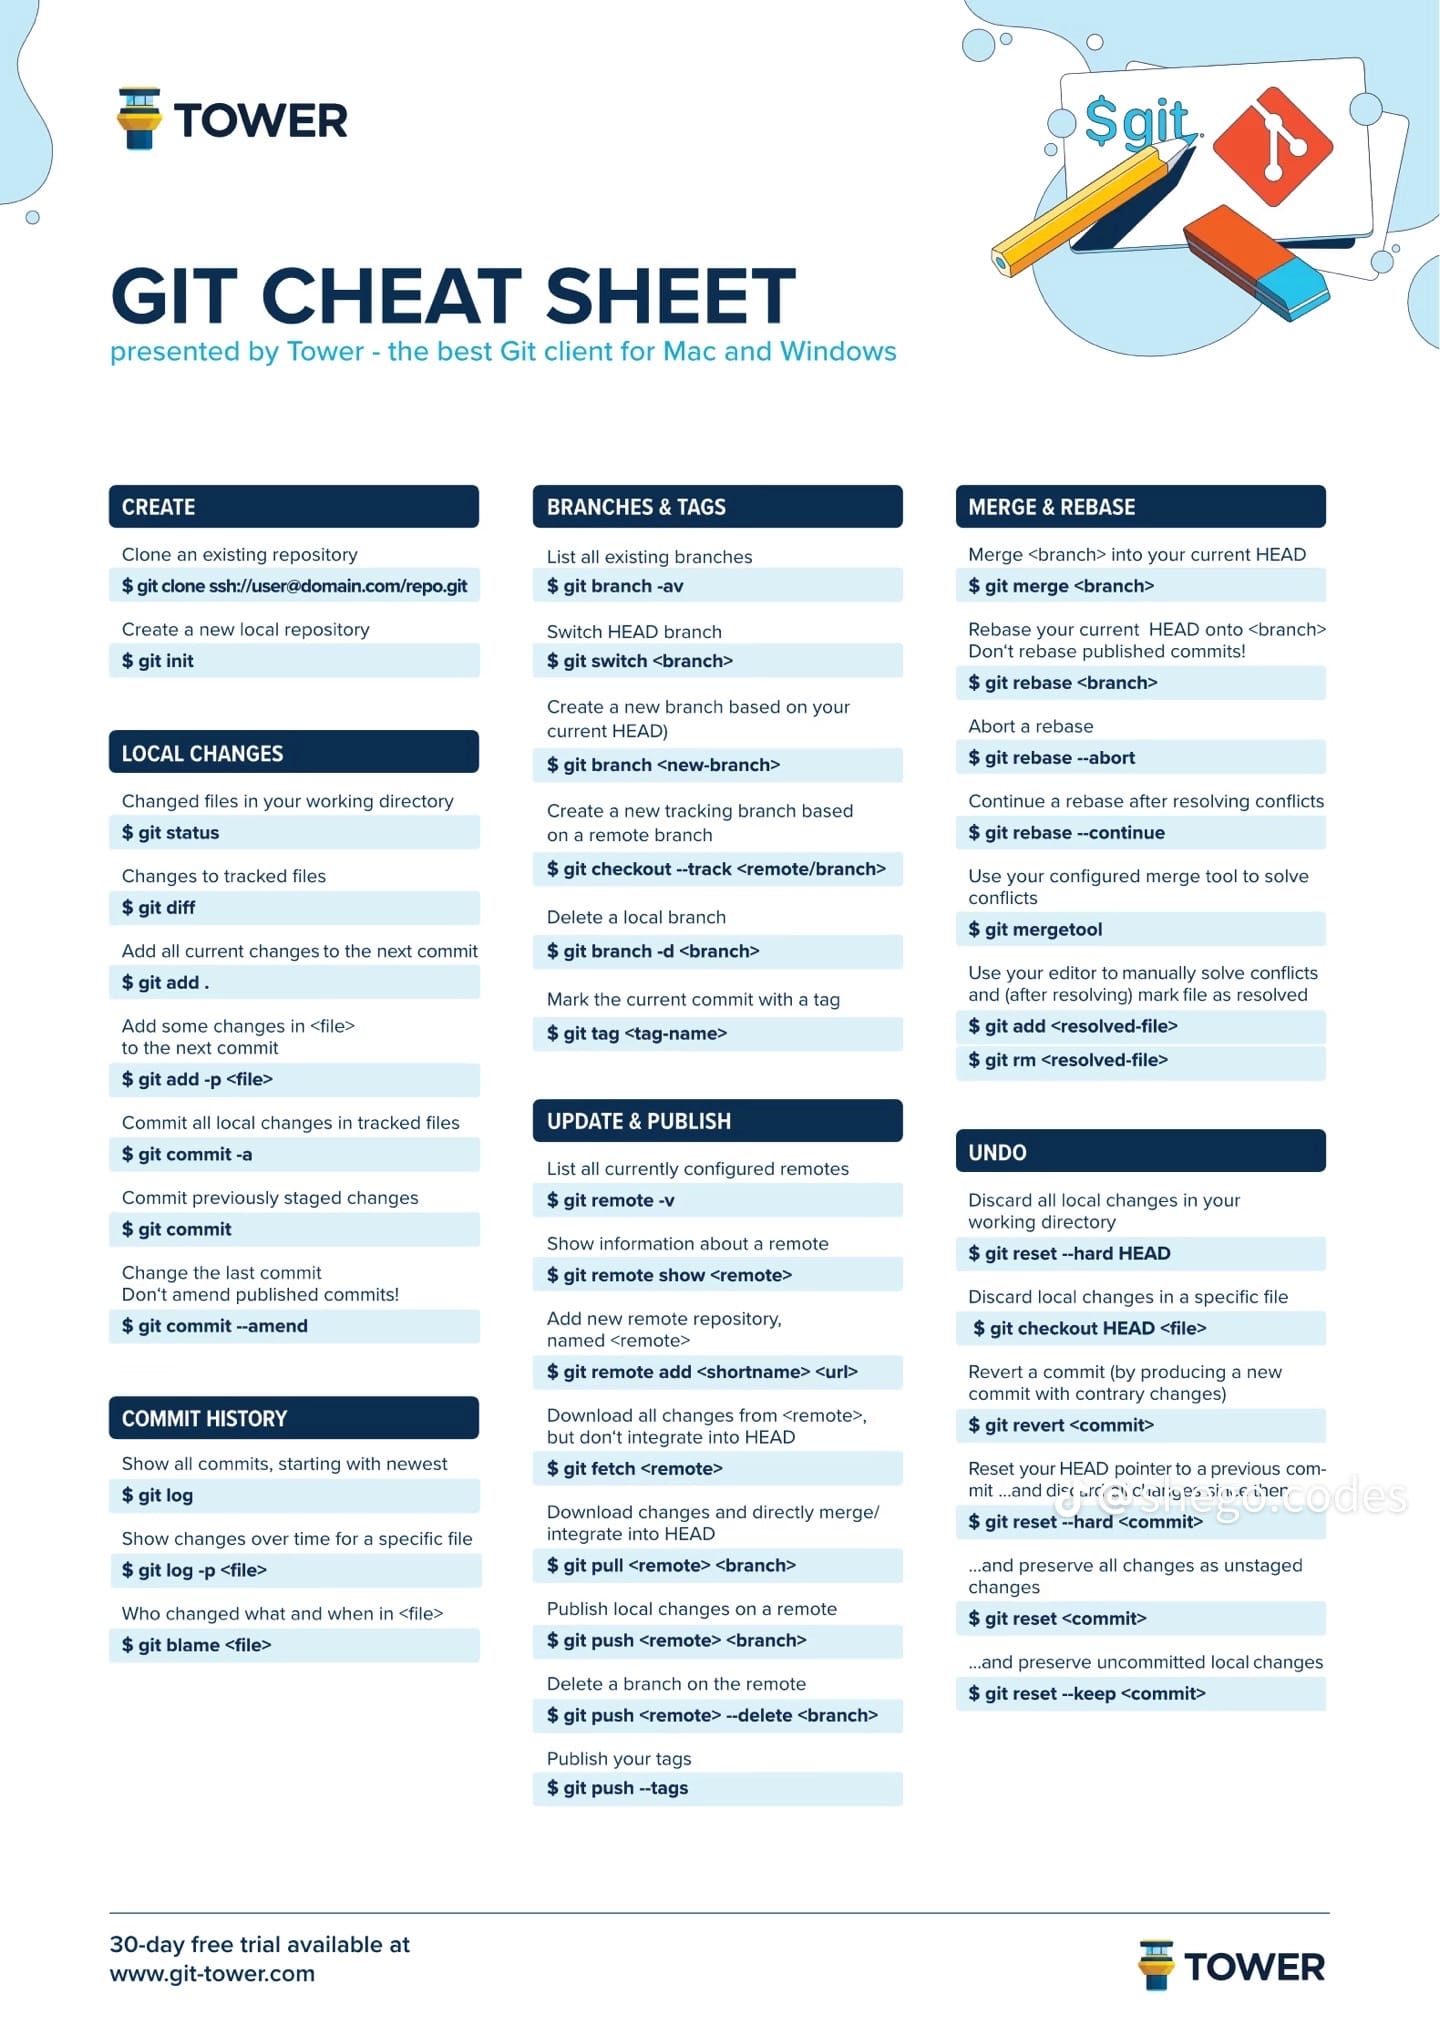 TOWER
$git
GIT CHEAT SHEET
presented by Tower - the best Git client for Mac and Windows
CREATE
Clone an existing repository
$ git clone ssh://user@domain.com/repo.git
Create a new local repository
$ git init
LOCAL CHANGES
Changed files in your working directory
$ git status
Changes to tracked files
$ git diff
Add all current changes to the next commit
$ git add .
Add some changes in <file>
to the next commit
$ git add -p <file>
Commit all local changes in tracked files
$ git commit -a
Commit previously staged changes
$ git commit
Change the last commit
Don't amend published commits!
$ git commit --amend
COMMIT HISTORY
Show all commits, starting with newest
$ git log
Show changes over time for a specific file
$ git log -p <file>
Who changed what and when in <file>
$ git blame <file>
BRANCHES & TAGS
List all existing branches
$ git branch -av
Switch HEAD branch
$ git switch <branch>
Create a new branch based on your
current HEAD)
$ git branch <new-branch>
Create a new tracking branch based
on a remote branch
$ git checkout --track <remote/branch>
Delete a local branch
$ git branch -d <branch>
Mark the current commit with a tag
$ git tag <tag-name>
UPDATE & PUBLISH
List all currently configured remotes
$ git remote -v
Show information about a remote
$ git remote show <remote>
Add new remote repository,
named <remote>
$ git remote add <shortname> <url>
Download all changes from <remote>,
but don't integrate into HEAD
$ git fetch <remote>
Download changes and directly merge/
integrate into HEAD
$ git pull <remote> <branch>
Publish local changes on a remote
$ git push <remote> <branch>
Delete a branch on the remote
$ git push <remote> --delete <branch>
Publish your tags
$ git push --tags
MERGE & REBASE
Merge <branch> into your current HEAD
$ git merge <branch>
Rebase your current  HEAD onto <branch>
Don't rebase published commits!
$ git rebase <branch>
Abort a rebase
$ git rebase --abort
Continue a rebase after resolving conflicts
$ git rebase --continue
Use your configured merge tool to solve
conflicts
$ git mergetool
Use your editor to manually solve conflicts
and (after resolving) mark file as resolved
$ git add <resolved-file>
$ git rm <resolved-file>
UNDO
Discard all local changes in your
working directory
$ git reset --hard HEAD
Discard local changes in a specific file
$ git checkout HEAD <file>
Revert a commit (by producing a new
commit with contrary changes)
$ git revert <commit>
Reset your HEAD pointer to a previous com-
mit ...and discard all changes since then
@shego.codes
$ git reset --hard <commit>
...and preserve all changes as unstaged
changes
$ git reset <commit>
...and preserve uncommitted local changes
$ git reset --keep <commit>
30-day free trial available at
www.git-tower.com
TOWER